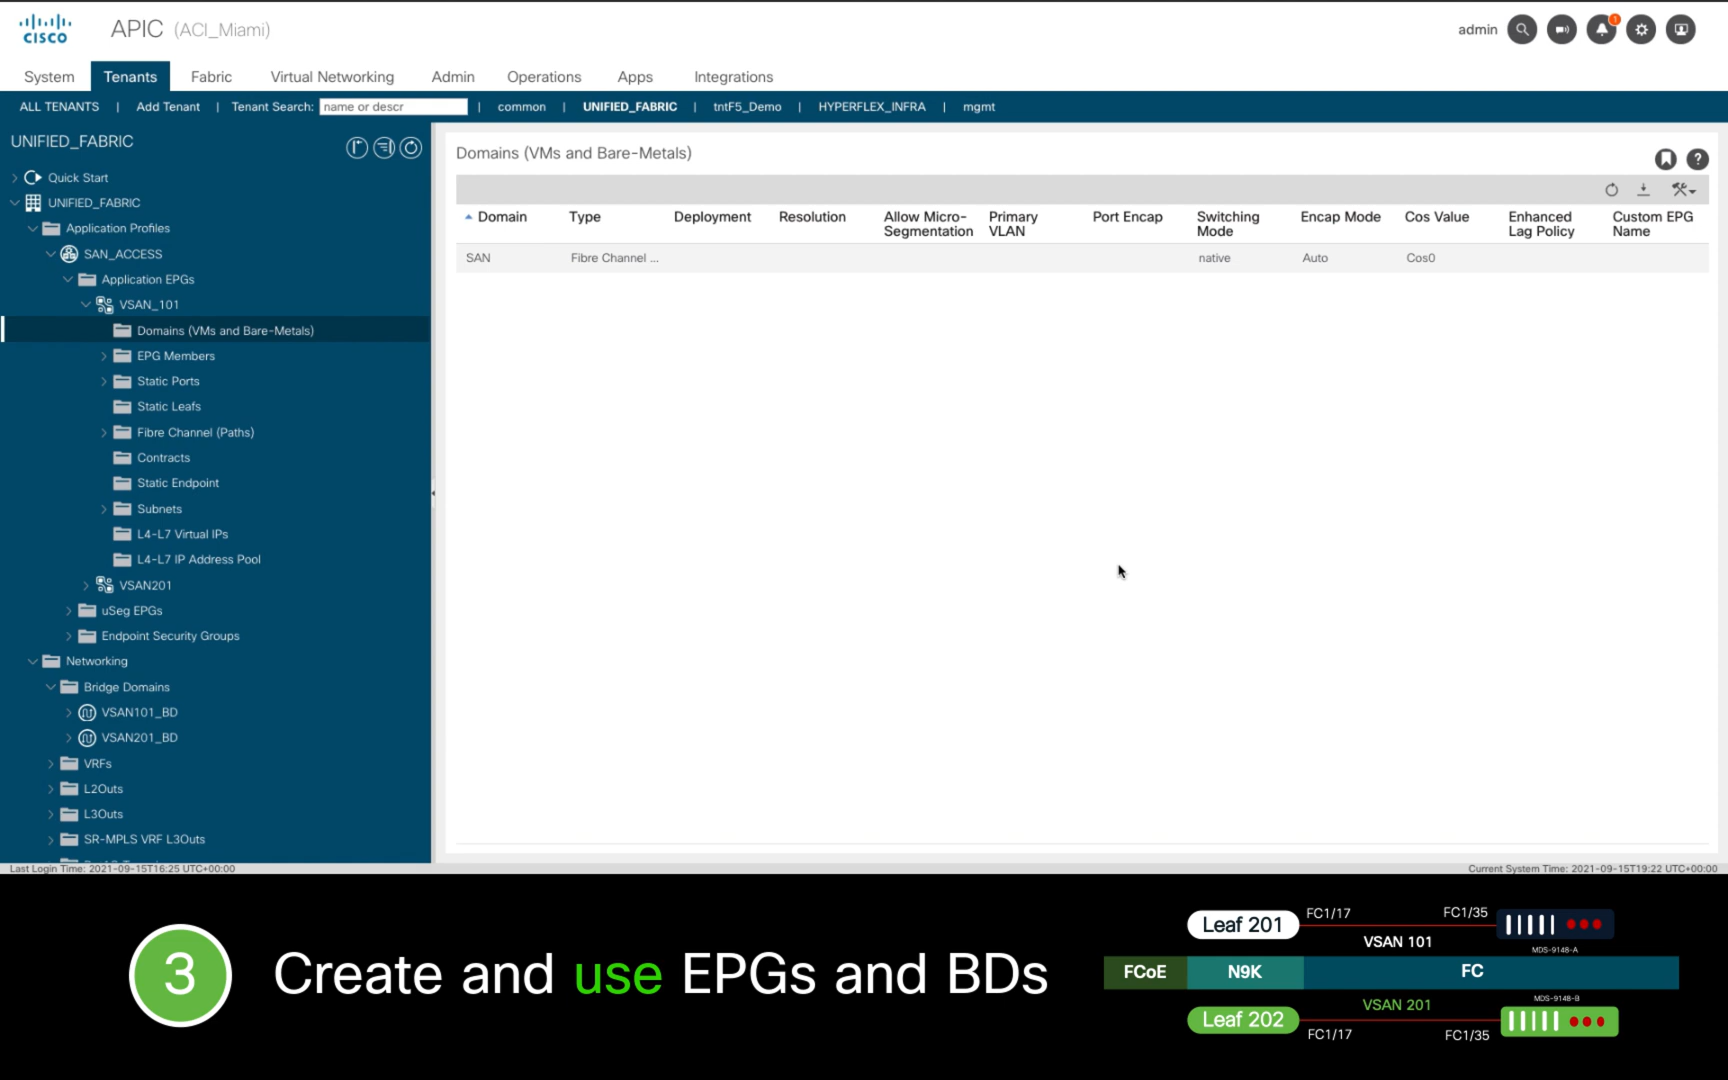 CISCO
APIC (ACI_Miami)
admin
1
System Tenants Fabric Virtual Networking Admin Operations Apps Integrations
ALL TENANTS | Add Tenant | Tenant Search: name or descr | common | UNIFIED_FABRIC | tntF5_Demo | HYPERFLEX_INFRA | mgmt
UNIFIED_FABRIC
Quick Start
UNIFIED_FABRIC
Application Profiles
SAN_ACCESS
Application EPGs
VSAN_101
Domains (VMs and Bare-Metals)
EPG Members
Static Ports
Static Leafs
Fibre Channel (Paths)
Contracts
Static Endpoint
Subnets
L4-L7 Virtual IPs
L4-L7 IP Address Pool
VSAN201
uSeg EPGs
Endpoint Security Groups
Networking
Bridge Domains
VSAN101_BD
VSAN201_BD
VRFs
L2Outs
L3Outs
SR-MPLS VRF L3Outs
Domains (VMs and Bare-Metals)
?
Domain Type Deployment Resolution Allow Micro- Primary Port Encap Switching Encap Mode Cos Value Enhanced Custom EPG
Segmentation VLAN Mode Lag Policy Name
SAN Fibre Channel ... native Auto Cos0
Last Login Time: 2021-09-15T16:25 UTC+00:00
Current System Time: 2021-09-15T19:22 UTC+00:00
3 Create and use EPGs and BDs
Leaf 201 FC1/17 FC1/35
VSAN 101
MDS-9148-A
FCoE N9K FC
MDS-9148-B
VSAN 201
Leaf 202
FC1/17 FC1/35